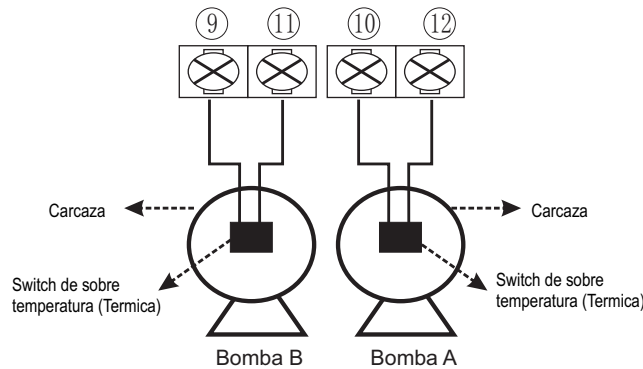 9 11 10 12
Carcaza
Carcaza
Switch de sobre
temperatura (Termica)
Switch de sobre
temperatura (Termica)
Bomba B
Bomba A